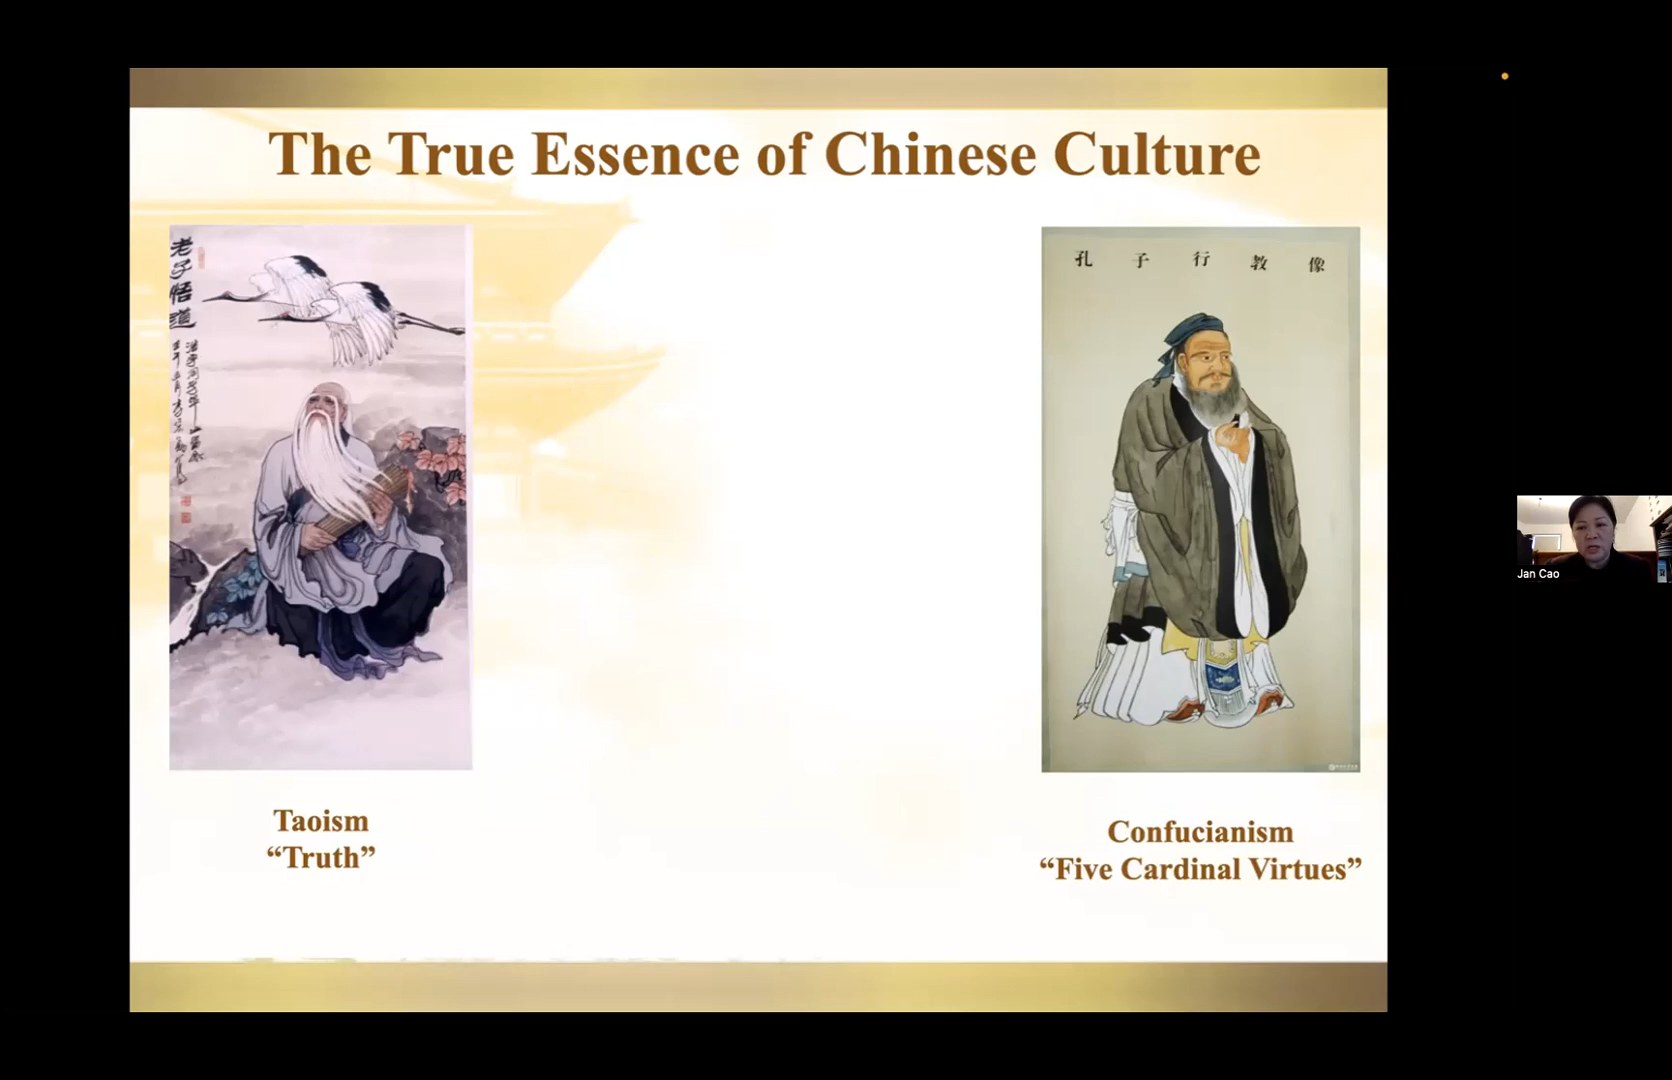 The True Essence of Chinese Culture
老子悟道
孔子行教像
Taoism
“Truth”
Confucianism
“Five Cardinal Virtues”
Jan Cao